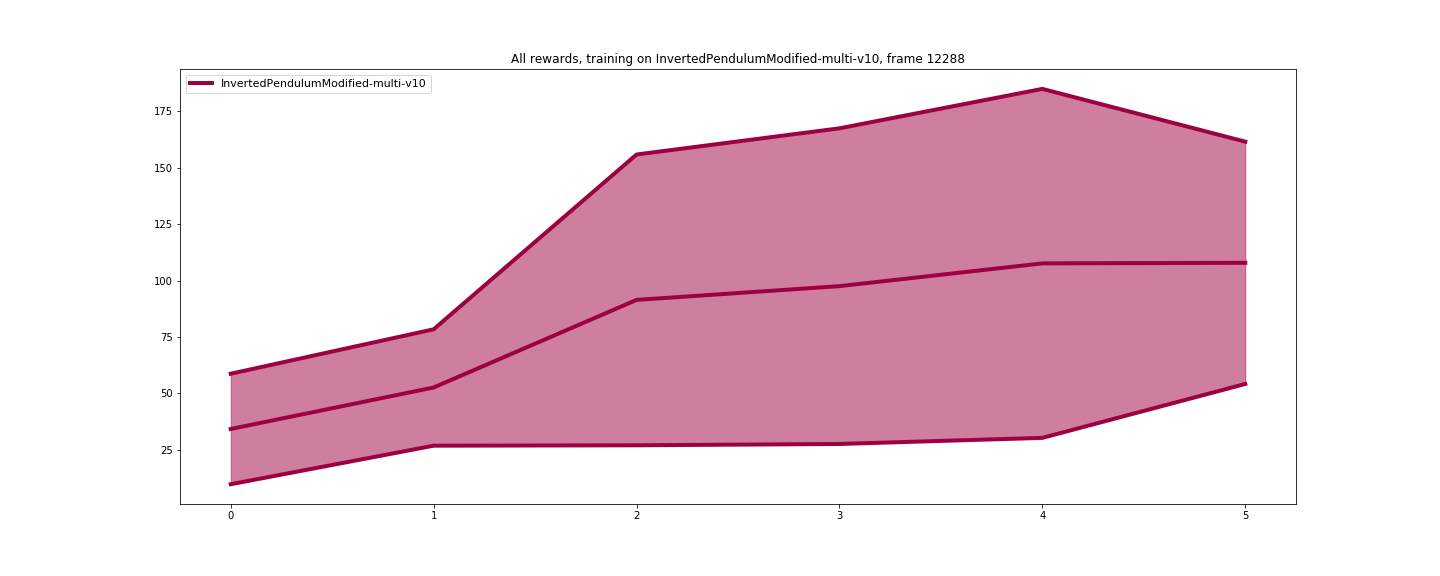 All rewards, training on InvertedPendulumModified-multi-v10, frame 12288
InvertedPendulumModified-multi-v10
175
150
125
100
75
50
25
0 1 2 3 4 5